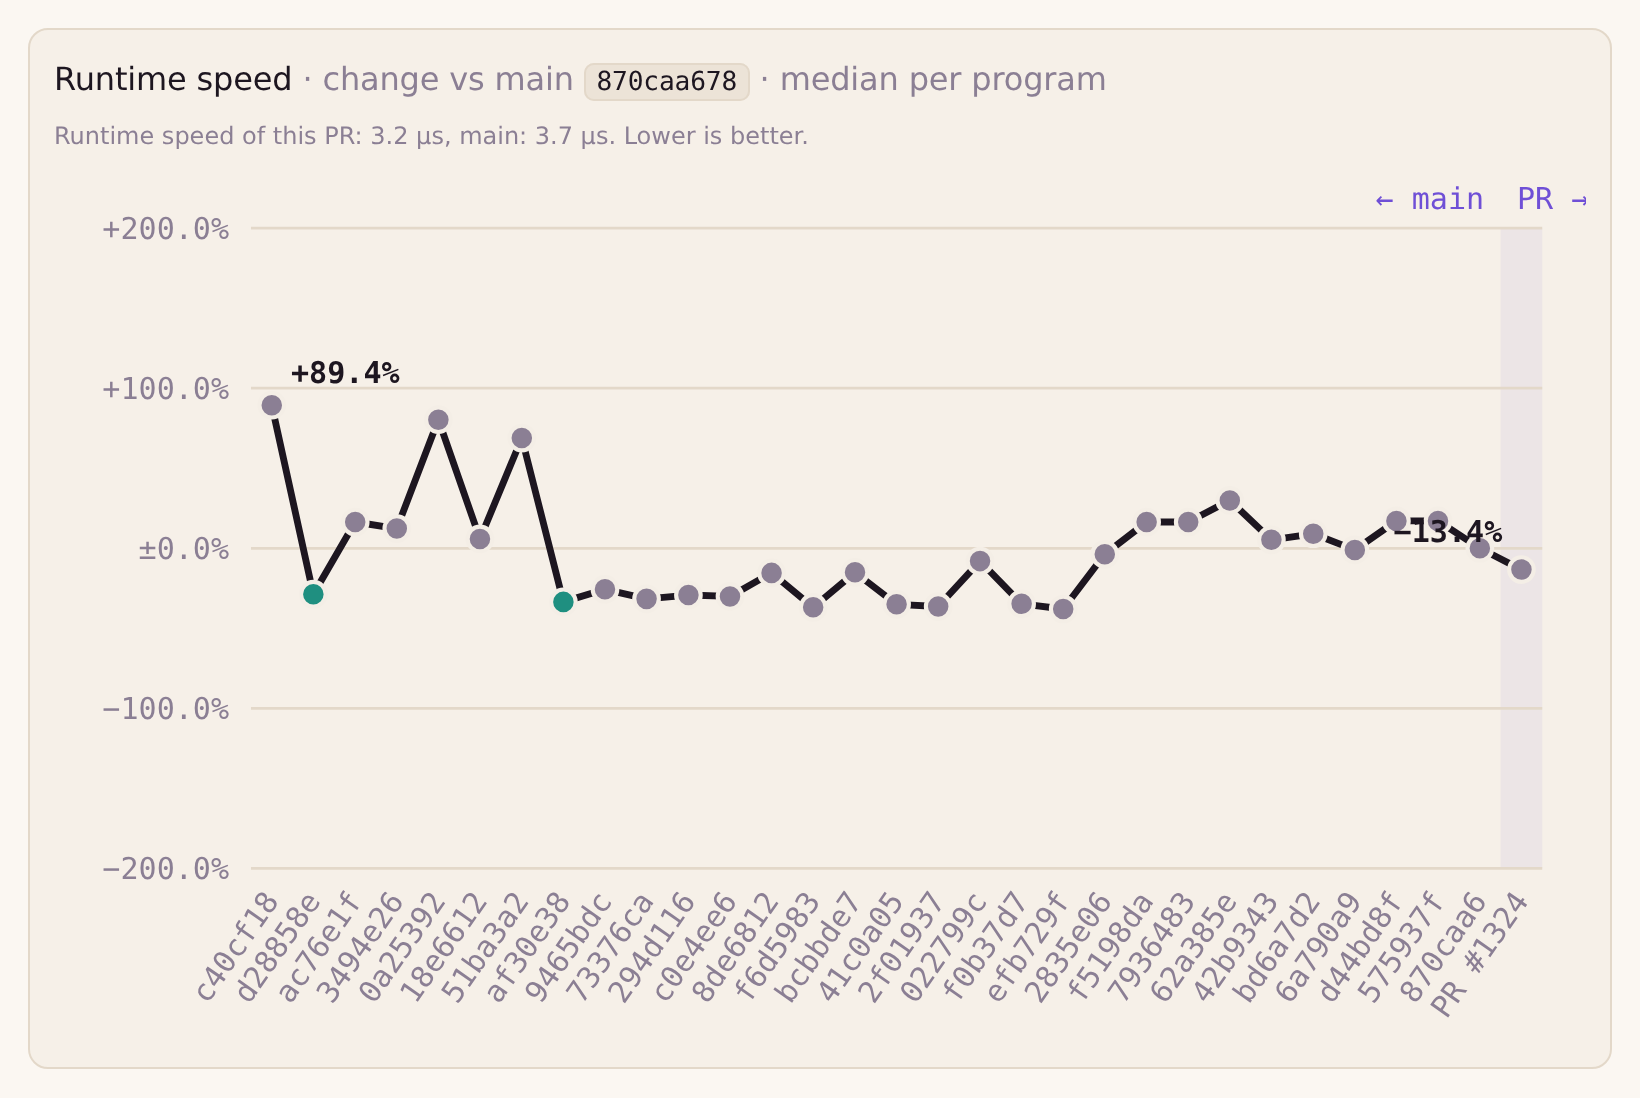 Runtime speed · change vs main 870caa678 · median per program
Runtime speed of this PR: 3.2 µs, main: 3.7 µs. Lower is better.
← main PR →
+200.0%
+89.4%
+100.0%
±0.0%
−13.4%
−100.0%
−200.0%
c40cf18
d28858e
ac76e1f
3494e26
0a25392
18e6612
51ba3a2
af30e38
9465bdc
73376ca
294d116
c0e4ee6
8de6812
f6d5983
bcbbde7
41c0a05
2f01937
022799c
f0b37d7
efb729f
2835e06
f5198da
7936483
62a385e
42b9343
bd6a7d2
6a790a9
d44bd8f
575937f
870caa6
PR #1324